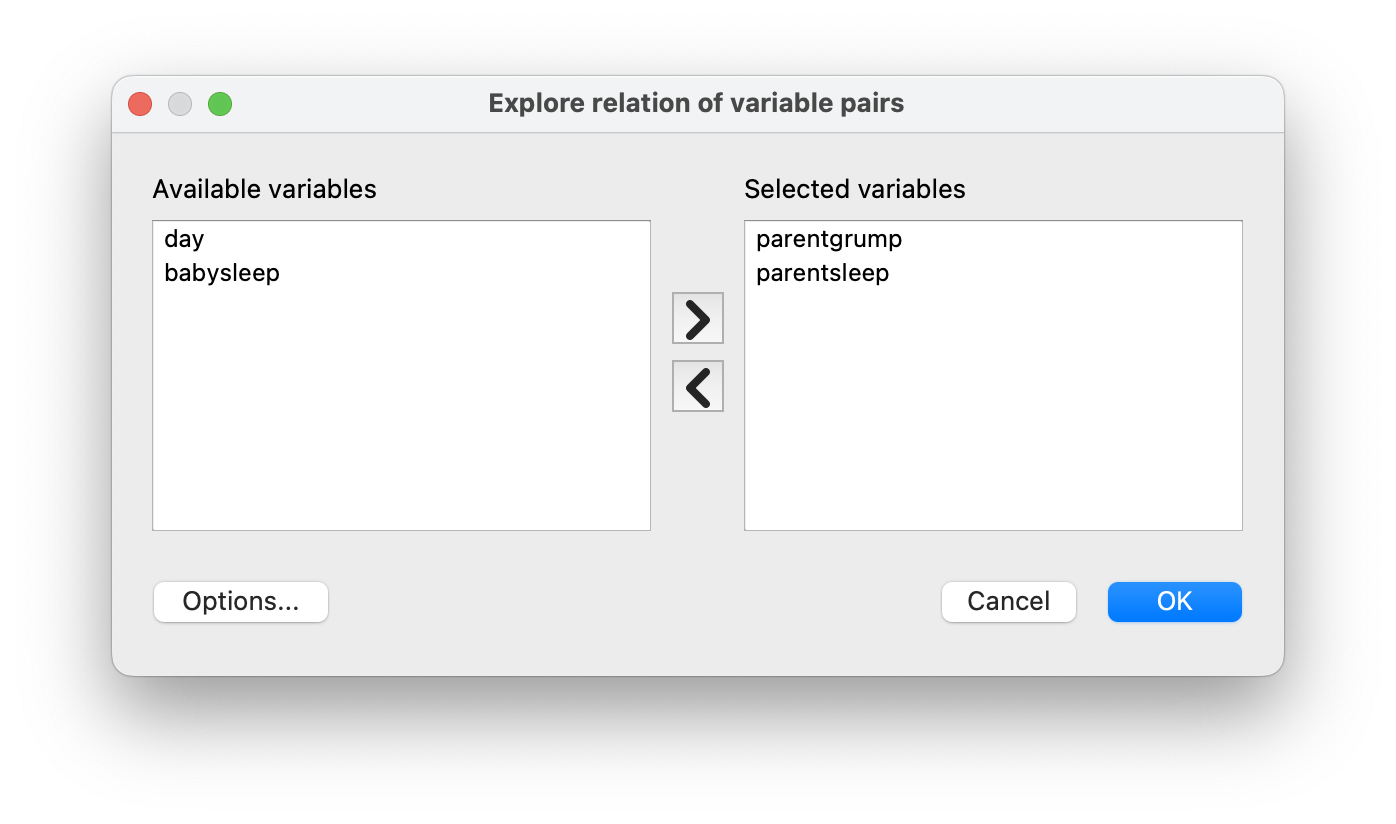 Explore relation of variable pairs
Available variables
day
babysleep
Selected variables
parentgrump
parentsleep
Options...
Cancel
OK